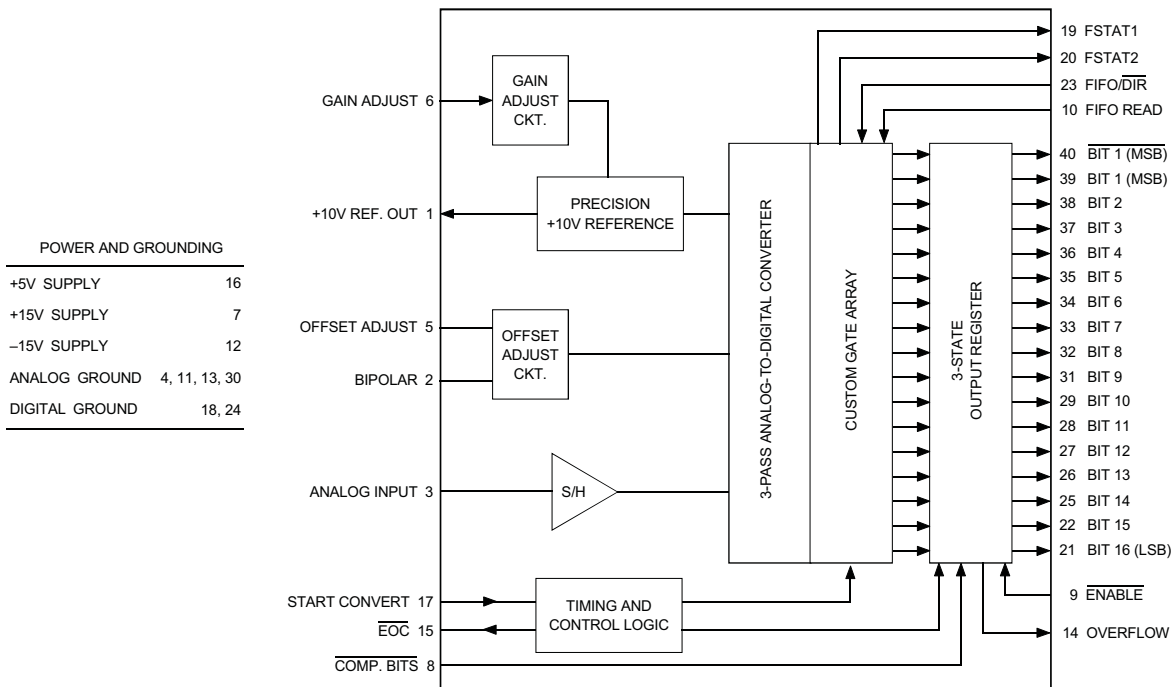 19 FSTAT1
20 FSTAT2
23 FIFO/DIR
10 FIFO READ
GAIN ADJUST 6
GAIN
ADJUST
CKT.
+10V REF. OUT 1
PRECISION
+10V REFERENCE
POWER AND GROUNDING
+5V SUPPLY 16
+15V SUPPLY 7
–15V SUPPLY 12
ANALOG GROUND 4, 11, 13, 30
DIGITAL GROUND 18, 24
OFFSET ADJUST 5
BIPOLAR 2
OFFSET
ADJUST
CKT.
ANALOG INPUT 3
S/H
3-PASS ANALOG-TO-DIGITAL CONVERTER
CUSTOM GATE ARRAY
3-STATE
OUTPUT REGISTER
40 BIT 1 (MSB)
39 BIT 1 (MSB)
38 BIT 2
37 BIT 3
36 BIT 4
35 BIT 5
34 BIT 6
33 BIT 7
32 BIT 8
31 BIT 9
29 BIT 10
28 BIT 11
27 BIT 12
26 BIT 13
25 BIT 14
22 BIT 15
21 BIT 16 (LSB)
START CONVERT 17
EOC 15
COMP. BITS 8
TIMING AND
CONTROL LOGIC
9 ENABLE
14 OVERFLOW